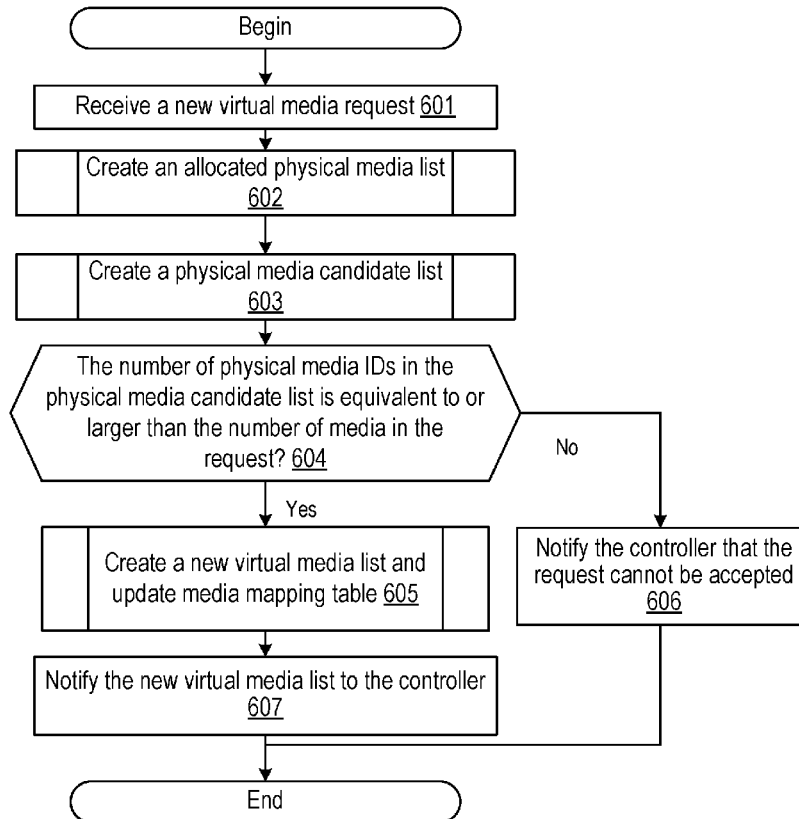 Begin
Receive a new virtual media request 601
Create an allocated physical media list
602
Create a physical media candidate list
603
The number of physical media IDs in the
physical media candidate list is equivalent to or
larger than the number of media in the
request? 604
No
Yes
Create a new virtual media list and
update media mapping table 605
Notify the controller that the
request cannot be accepted
606
Notify the new virtual media list to the controller
607
End